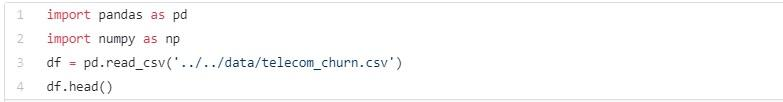 1 import pandas as pd
2 import numpy as np
3 df = pd.read_csv('../../data/telecom_churn.csv')
4 df.head()